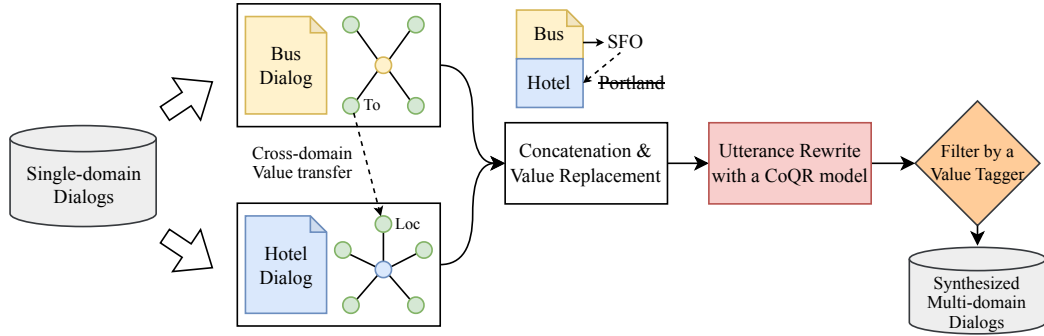 Single-domain
Dialogs
Bus
Dialog
To
Cross-domain
Value transfer
Hotel
Dialog
Loc
Bus
SFO
Hotel
Portland
Concatenation &
Value Replacement
Utterance Rewrite
with a CoQR model
Filter by a
Value Tagger
Synthesized
Multi-domain
Dialogs